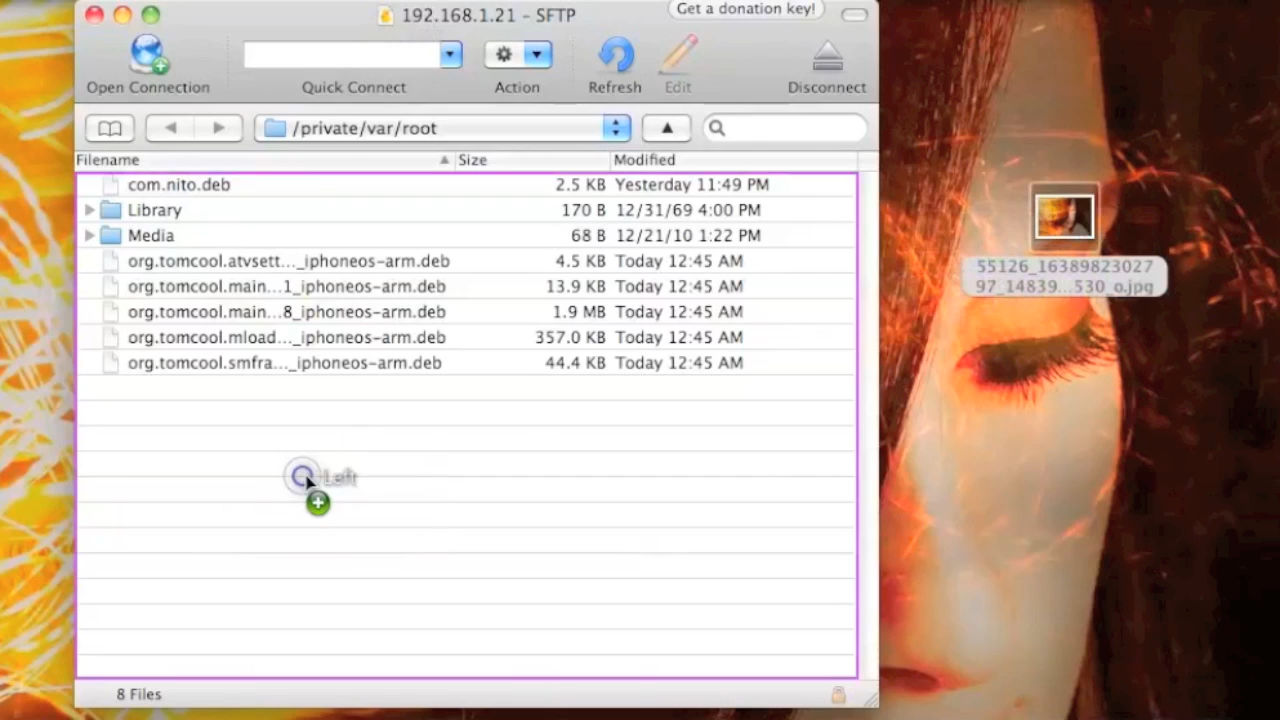 192.168.1.21 – SFTP
Get a donation key!
Open Connection
Quick Connect
Action
Refresh
Edit
Disconnect
/private/var/root
Filename Size Modified
com.nito.deb 2.5 KB Yesterday 11:49 PM
Library 170 B 12/31/69 4:00 PM
Media 68 B 12/21/10 1:22 PM
org.tomcool.atvsett..._iphoneos-arm.deb 4.5 KB Today 12:45 AM
org.tomcool.main...1_iphoneos-arm.deb 13.9 KB Today 12:45 AM
org.tomcool.main...8_iphoneos-arm.deb 1.9 MB Today 12:45 AM
org.tomcool.mload..._iphoneos-arm.deb 357.0 KB Today 12:45 AM
org.tomcool.smfra..._iphoneos-arm.deb 44.4 KB Today 12:45 AM
Left
8 Files
55126_16389823027
97_14839...530_o.jpg